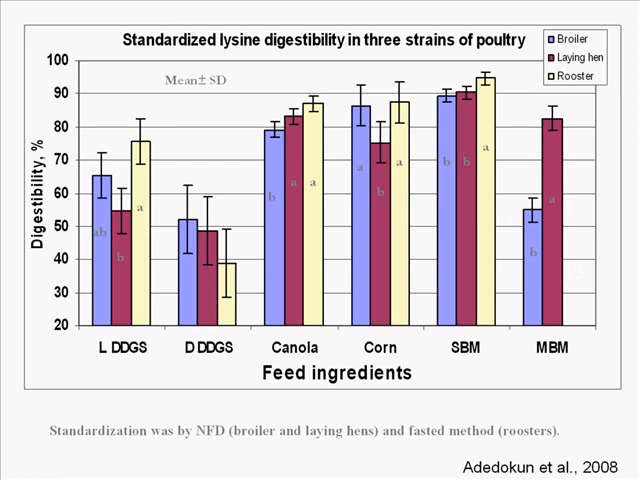 Standardized lysine digestibility in three strains of poultry
Broiler
Laying hen
Rooster
Mean± SD
Digestibility, %
100
90
80
70
60
50
40
30
20
ab
b
a
b
a
a
a
b
a
b
b
a
b
a
L DDGS
D DDGS
Canola
Corn
SBM
MBM
Feed ingredients
Standardization was by NFD (broiler and laying hens) and fasted method (roosters).
Adedokun et al., 2008